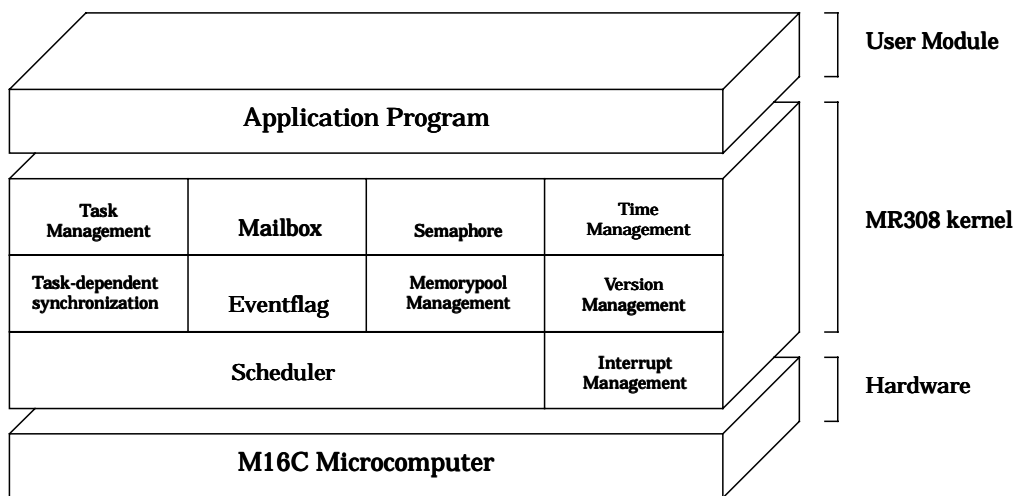 User Module
Application Program
Task
Management
Mailbox
Semaphore
Time
Management
MR308 kernel
Task-dependent
synchronization
Eventflag
Memorypool
Management
Version
Management
Scheduler
Interrupt
Management
Hardware
M16C Microcomputer